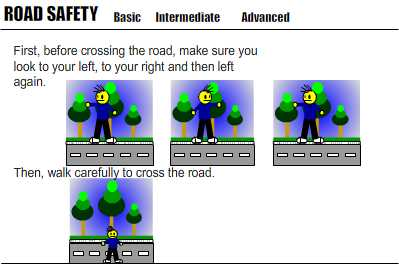 ROAD SAFETY Basic Intermediate Advanced
First, before crossing the road, make sure you
look to your left, to your right and then left
again.
Then, walk carefully to cross the road.